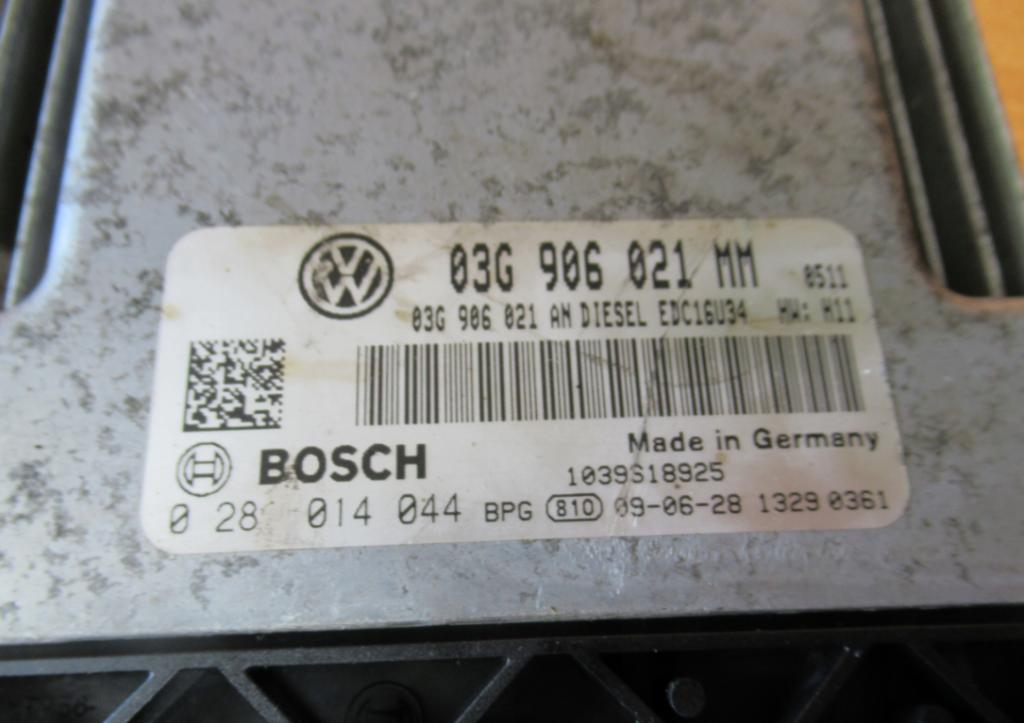 03G 906 021 MM 0511
03G 906 021 AN DIESEL EDC16U34 HW: H11
Made in Germany
BOSCH
1039S18925
0 28 014 044 BPG 810 09-06-28 1329 0361